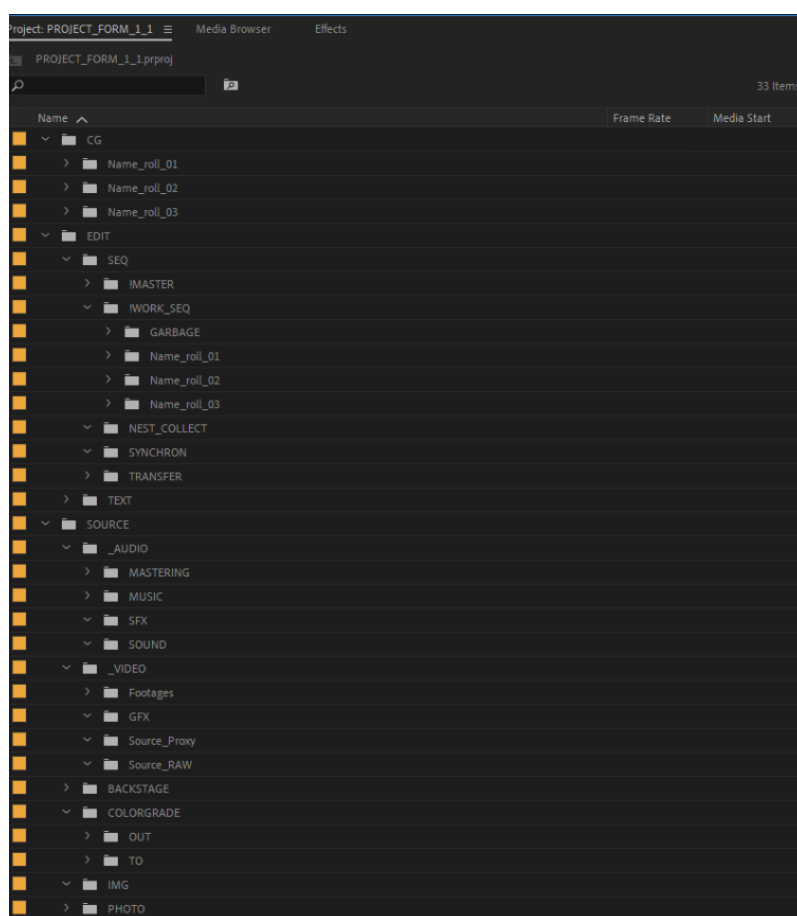 Project: PROJECT_FORM_1_1 Media Browser Effects
PROJECT_FORM_1_1.prproj
33 Items
Name Frame Rate Media Start
CG
Name_roll_01
Name_roll_02
Name_roll_03
EDIT
SEQ
!MASTER
!WORK_SEQ
GARBAGE
Name_roll_01
Name_roll_02
Name_roll_03
NEST_COLLECT
SYNCHRON
TRANSFER
TEXT
SOURCE
_AUDIO
MASTERING
MUSIC
SFX
SOUND
_VIDEO
Footages
GFX
Source_Proxy
Source_RAW
BACKSTAGE
COLORGRADE
OUT
TO
IMG
PHOTO